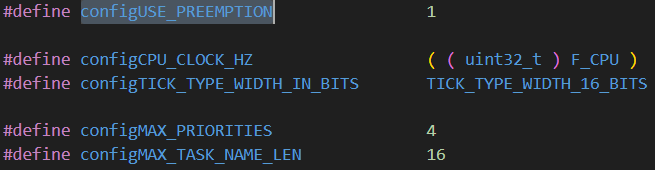 #define configUSE_PREEMPTION 1
#define configCPU_CLOCK_HZ ( ( uint32_t ) F_CPU )
#define configTICK_TYPE_WIDTH_IN_BITS TICK_TYPE_WIDTH_16_BITS
#define configMAX_PRIORITIES 4
#define configMAX_TASK_NAME_LEN 16